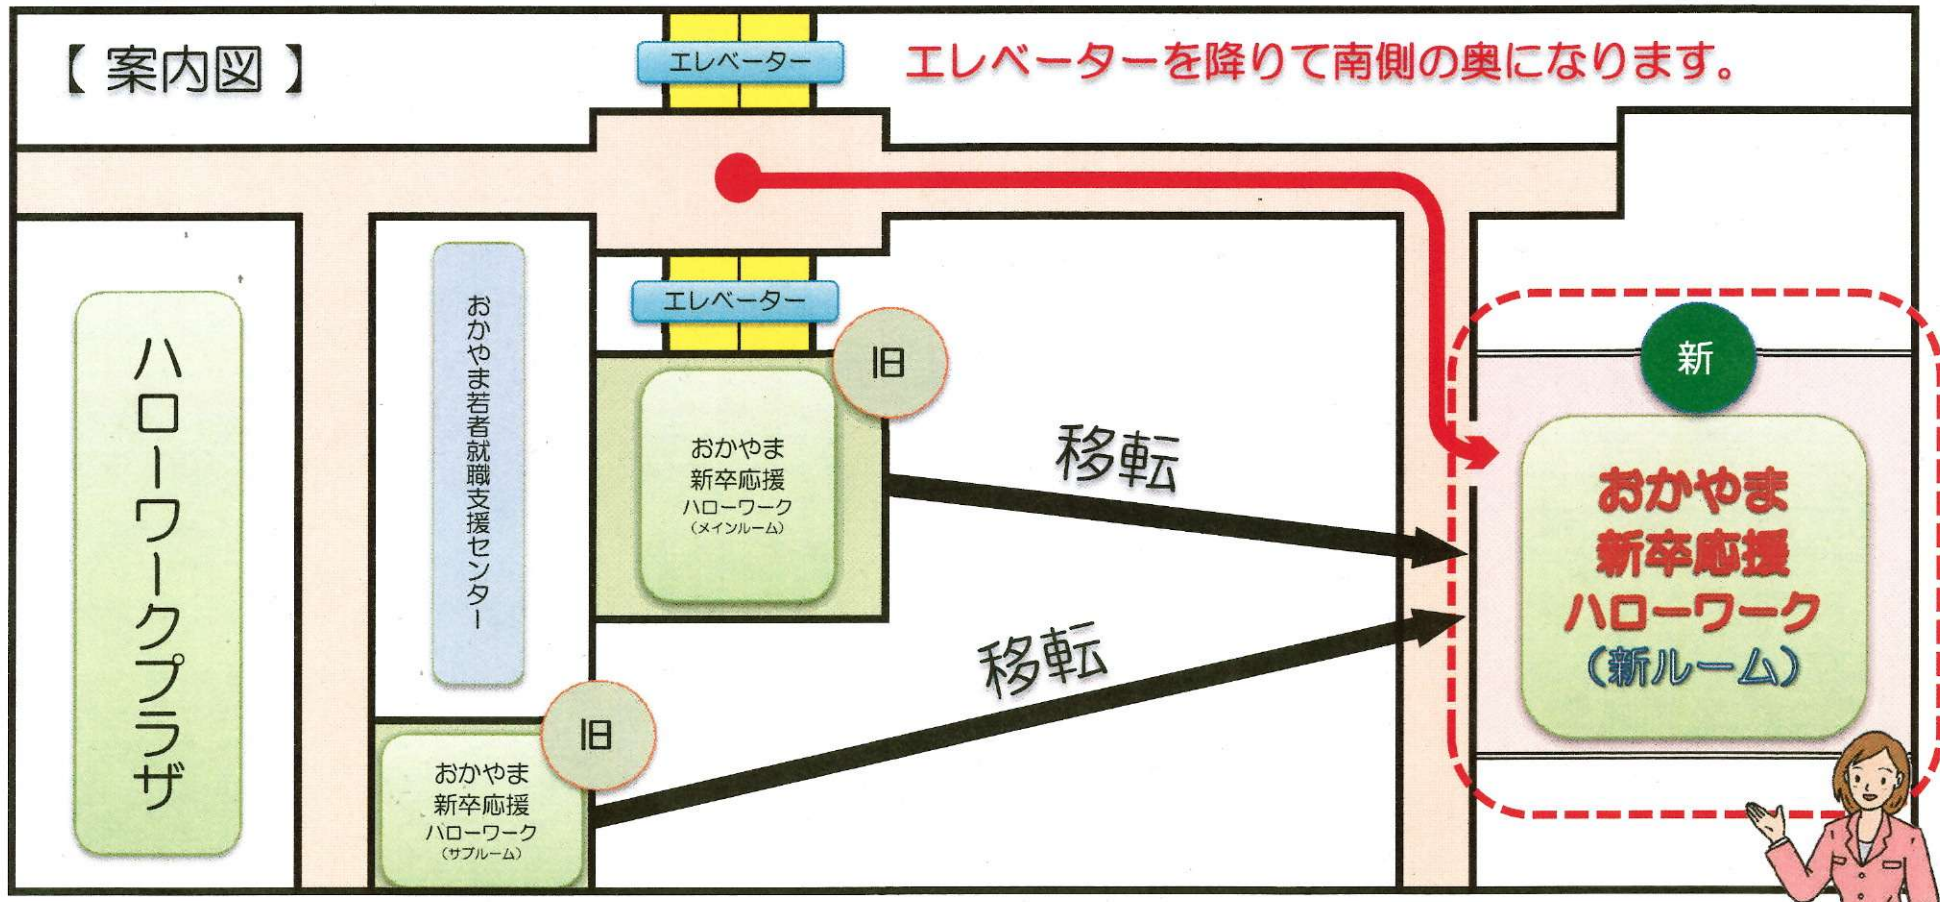 【 案内図 】
エレベーター
エレベーターを降りて南側の奥になります。
エレベーター
ハローワークプラザ
おかやま若者就職支援センター
旧
おかやま
新卒応援
ハローワーク
(メインルーム)
移転
新
おかやま
新卒応援
ハローワーク
(新ルーム)
移転
旧
おかやま
新卒応援
ハローワーク
(サブルーム)